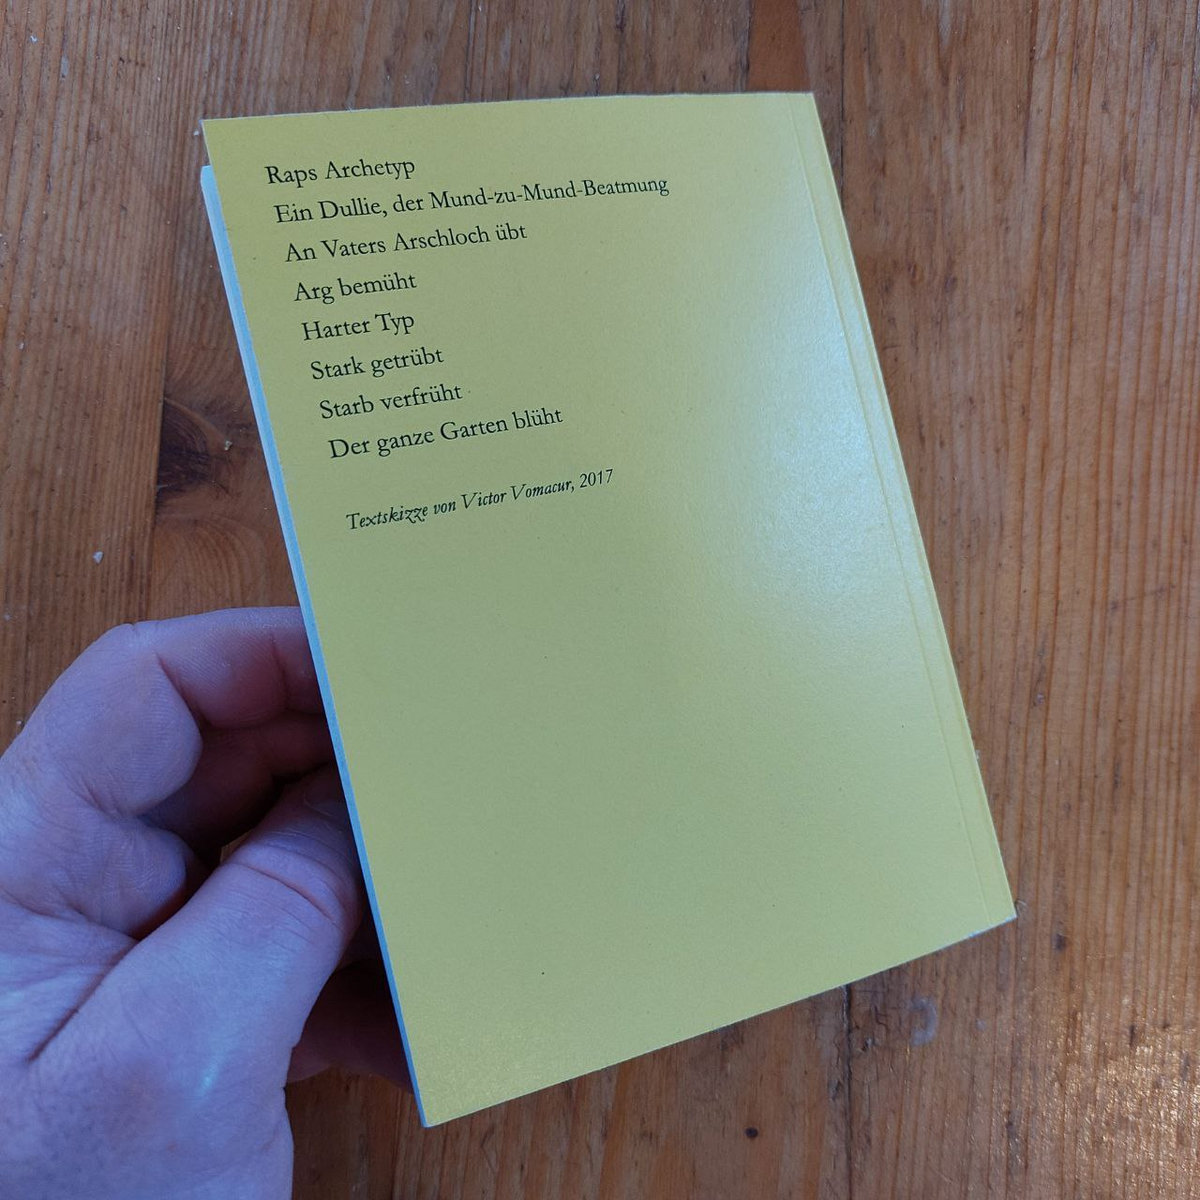 Raps Archetyp
Ein Dullie, der Mund-zu-Mund-Beatmung
An Vaters Arschloch übt
Arg bemüht
Harter Typ
Stark getrübt
Starb verfrüht
Der ganze Garten blüht
Textskizze von Victor Vomacur, 2017